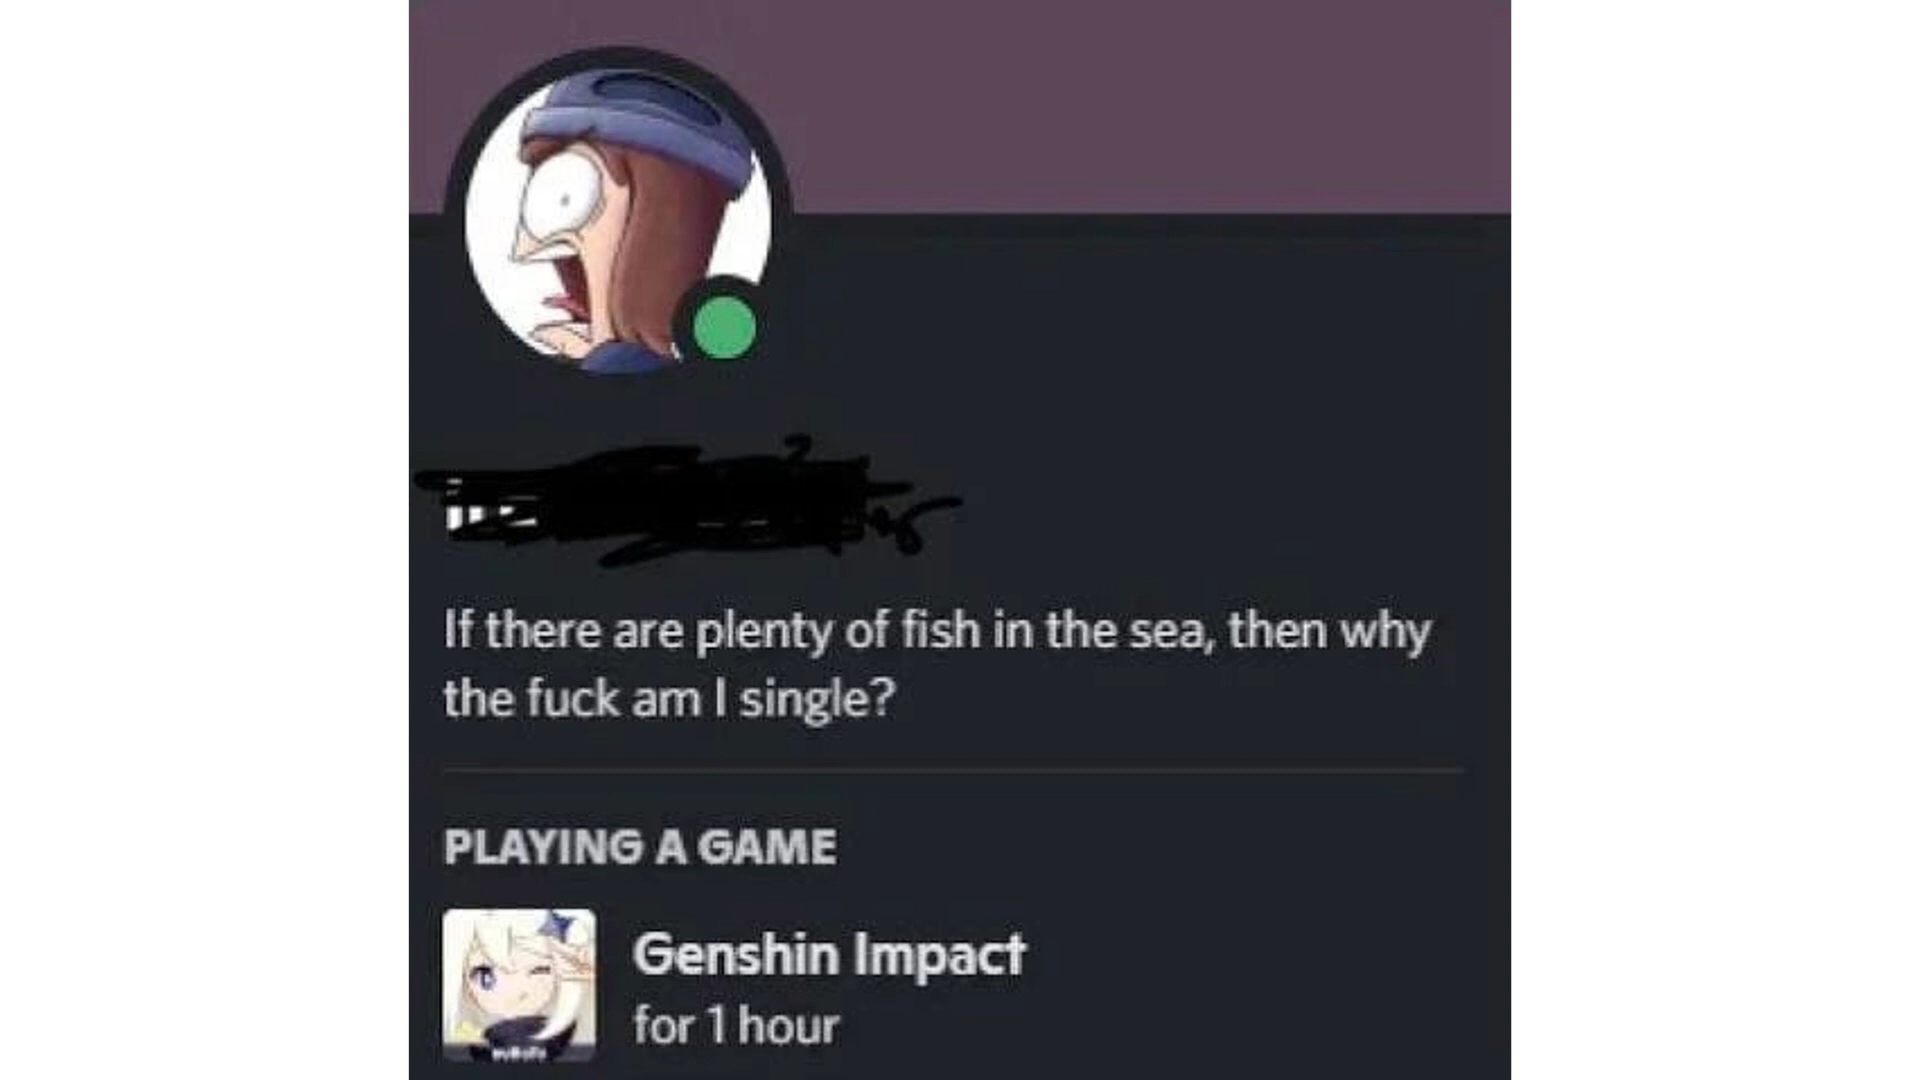 If there are plenty of fish in the sea, then why
the fuck am I single?
PLAYING A GAME
Genshin Impact
for 1 hour